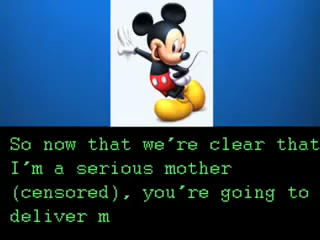 So now that we're clear that
I'm a serious mother
(censored), you're going to
deliver m